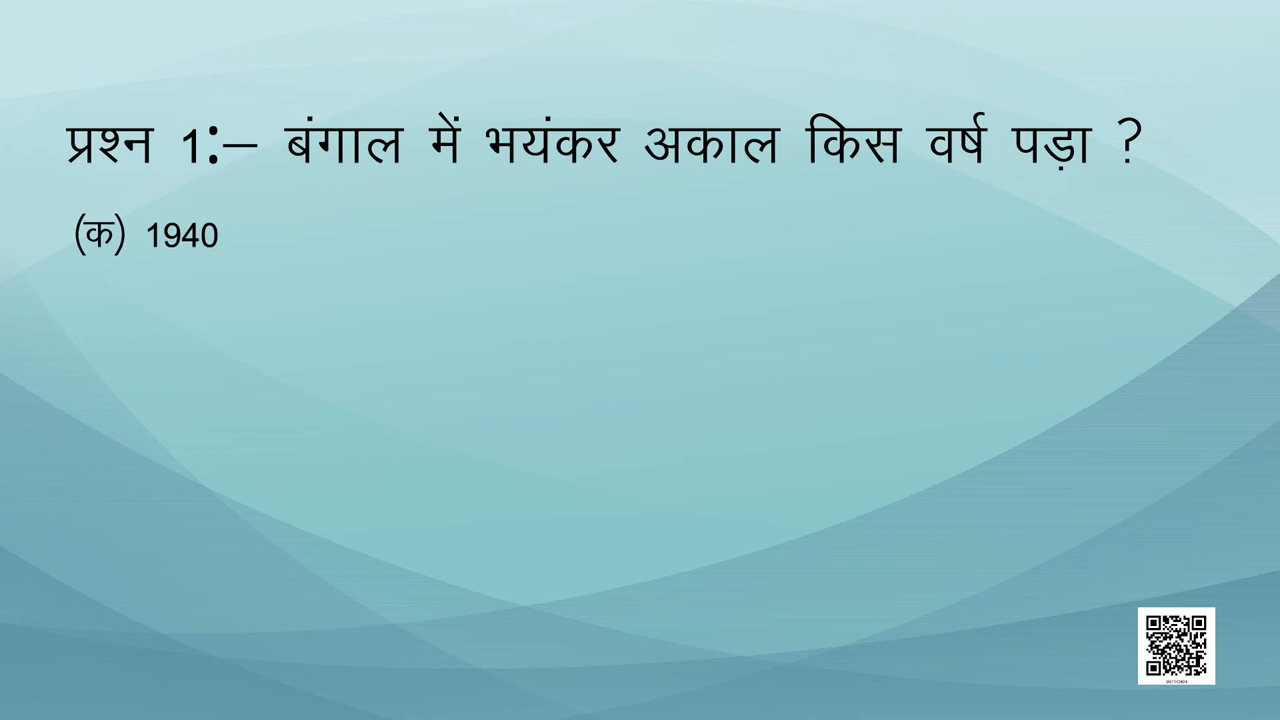 प्रश्न 1:– बंगाल में भयंकर अकाल किस वर्ष पड़ा ?
(क) 1940